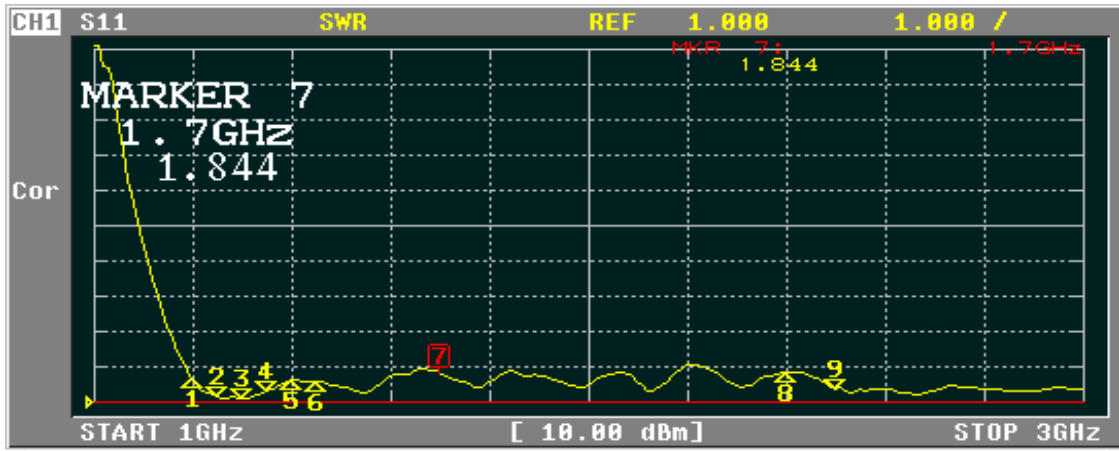 CH1 S11 SWR REF 1.000 1.000 /
MKR 7: 1.7GHz
1.844
MARKER 7
1.7GHz
1.844
Cor
7
2 3 4 9
1 5 6 8
START 1GHz [ 10.00 dBm] STOP 3GHz